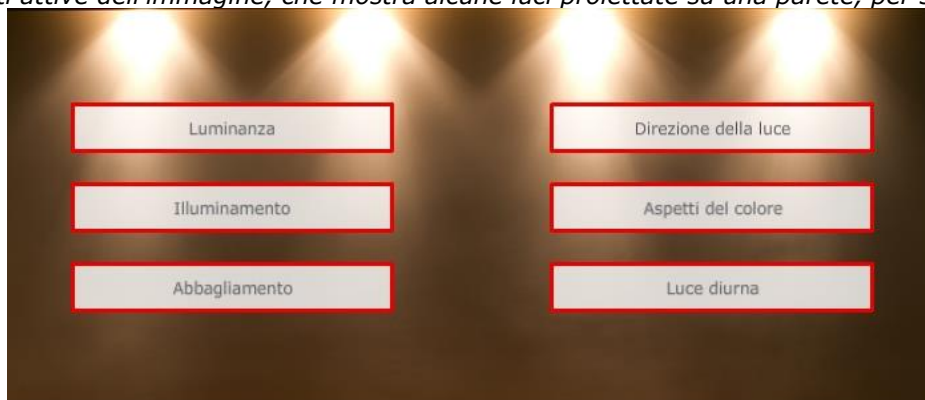 attive dell'immagine, che mostra alcune luci proiettate su una parete, per
Luminanza
Direzione della luce
Illuminamento
Aspetti del colore
Abbagliamento
Luce diurna